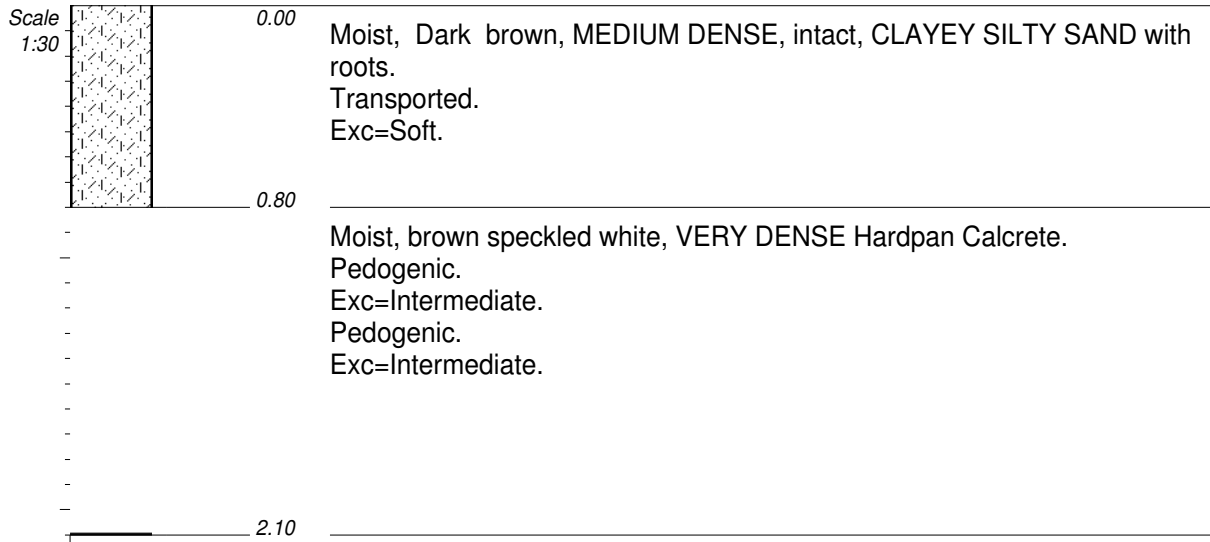 Scale
1:30
0.00
Moist, Dark brown, MEDIUM DENSE, intact, CLAYEY SILTY SAND with
roots.
Transported.
Exc=Soft.
0.80
Moist, brown speckled white, VERY DENSE Hardpan Calcrete.
Pedogenic.
Exc=Intermediate.
Pedogenic.
Exc=Intermediate.
2.10